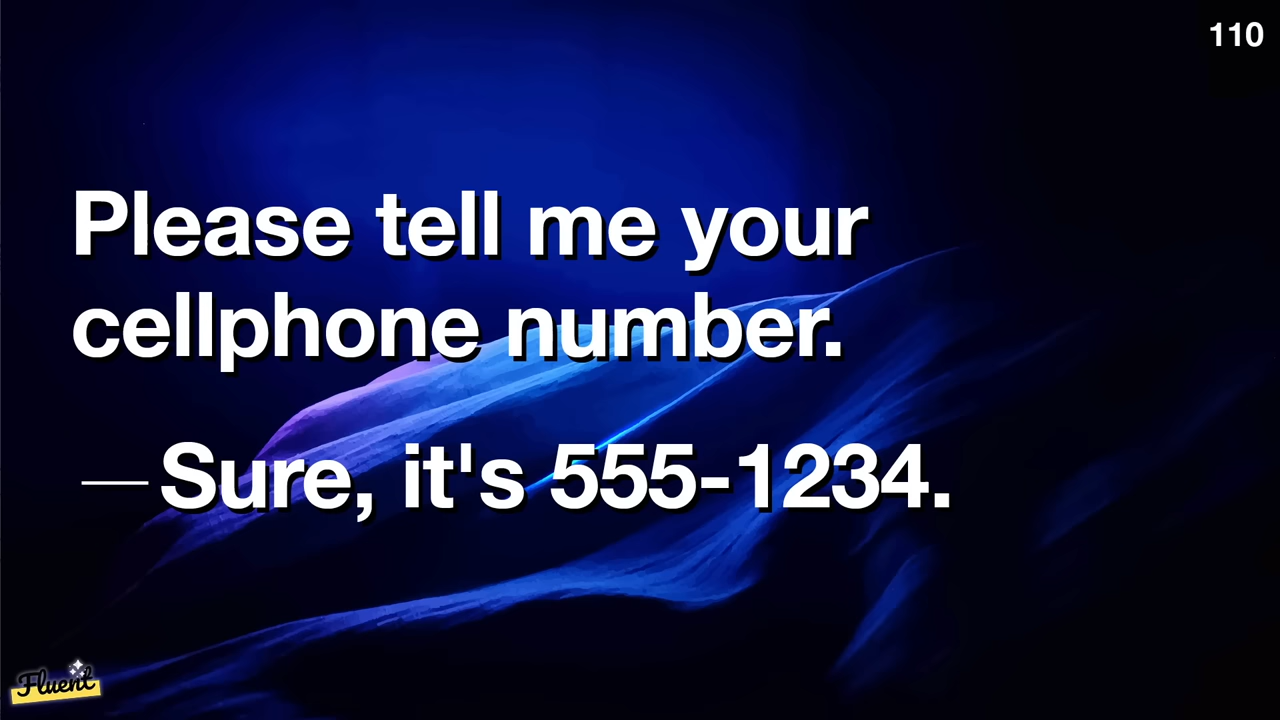 110
Please tell me your
cellphone number.
— Sure, it's 555-1234.
Fluent